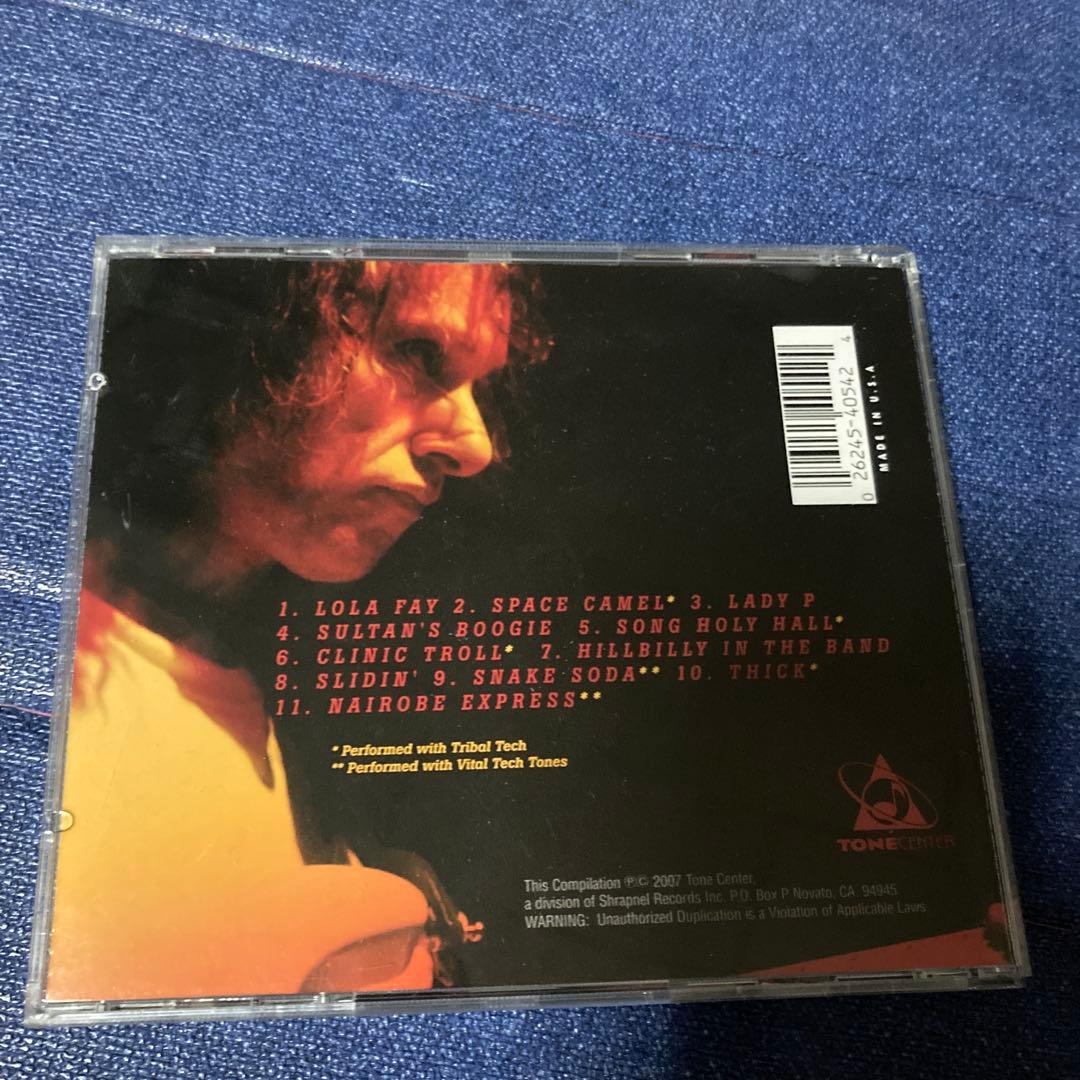 0 26245-40542 4
MADE IN U.S.A
1. LOLA FAY 2. SPACE CAMEL* 3. LADY P
4. SULTAN'S BOOGIE 5. SONG HOLY HALL*
6. CLINIC TROLL* 7. HILLBILLY IN THE BAND
8. SLIDIN' 9. SNAKE SODA** 10. THICK*
11. NAIROBE EXPRESS**
* Performed with Tribal Tech
** Performed with Vital Tech Tones
TONECENTER
This Compilation ℗© 2007 Tone Center,
a division of Shrapnel Records Inc. P.O. Box P Novato, CA. 94945
WARNING: Unauthorized Duplication is a Violation of Applicable Laws